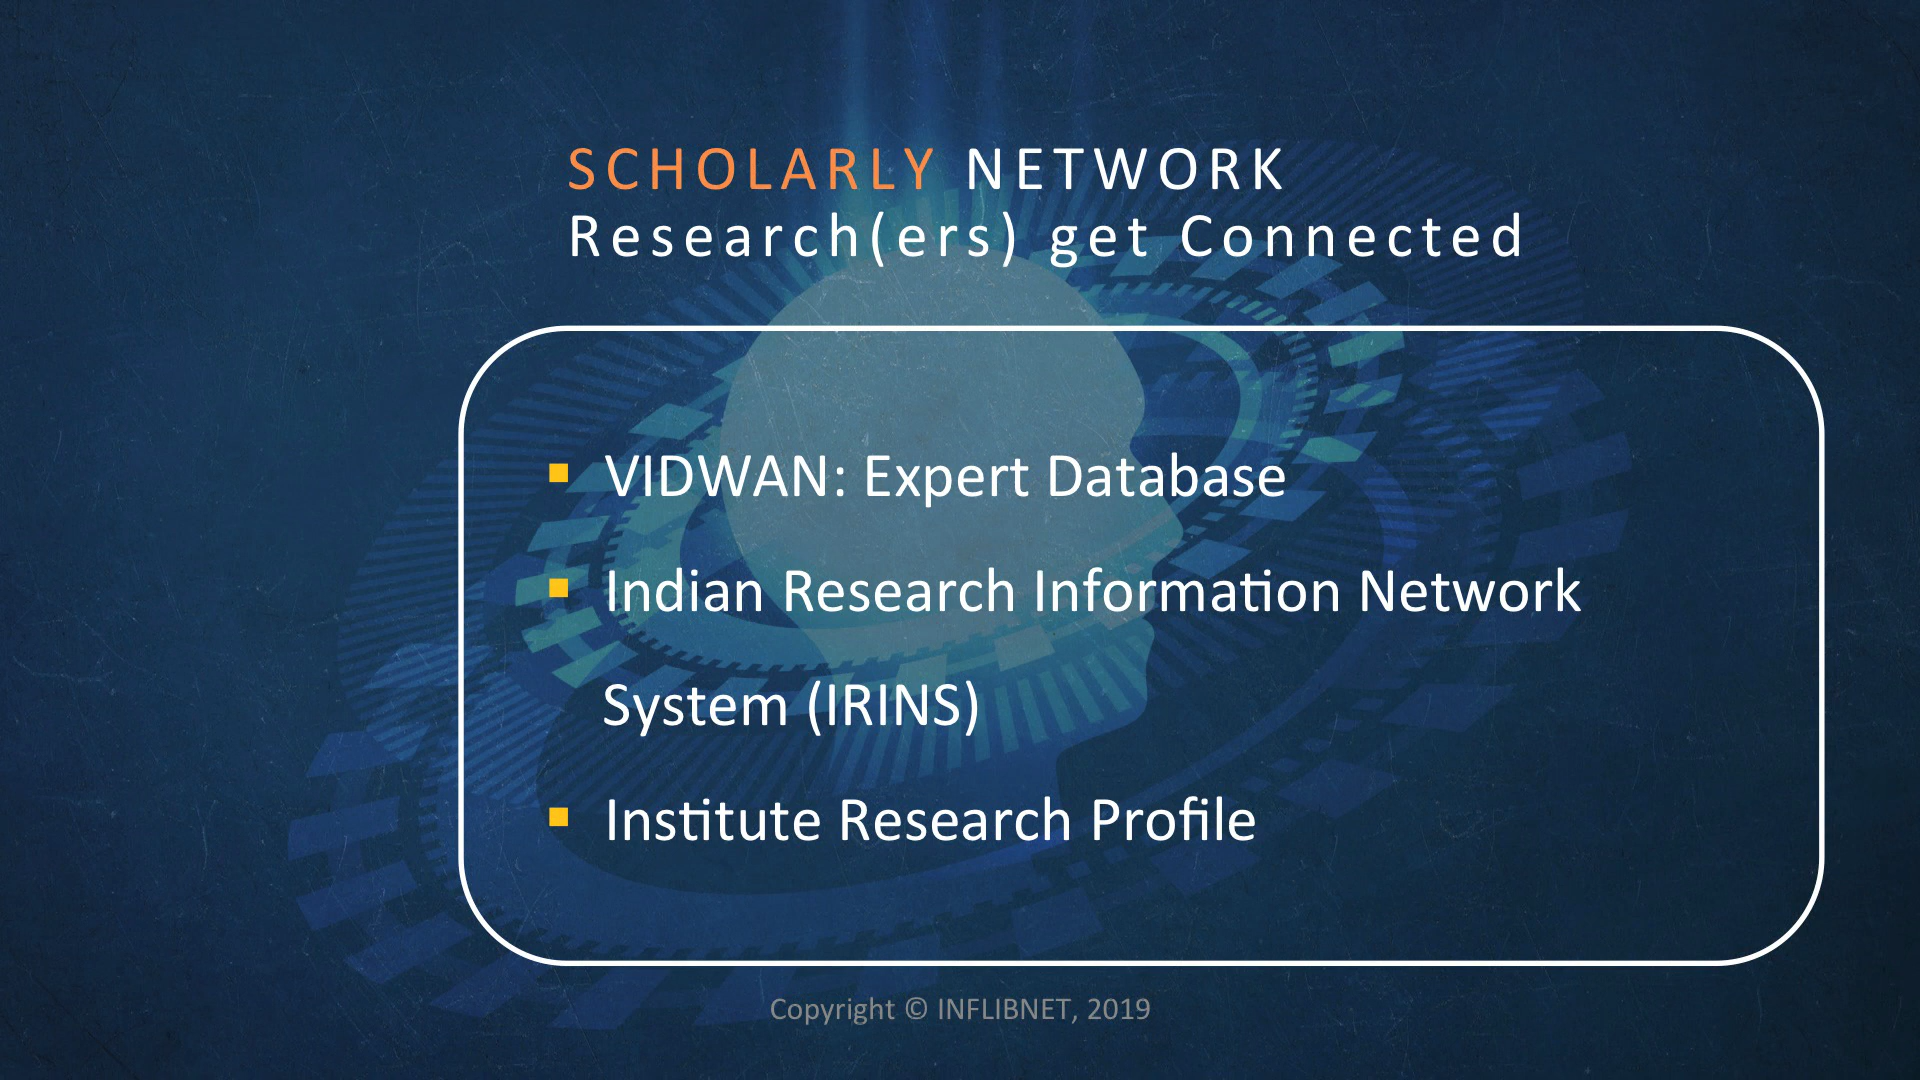 SCHOLARLY NETWORK
Research(ers) get Connected
▪ VIDWAN: Expert Database
▪ Indian Research Information Network
System (IRINS)
▪ Institute Research Profile
Copyright © INFLIBNET, 2019